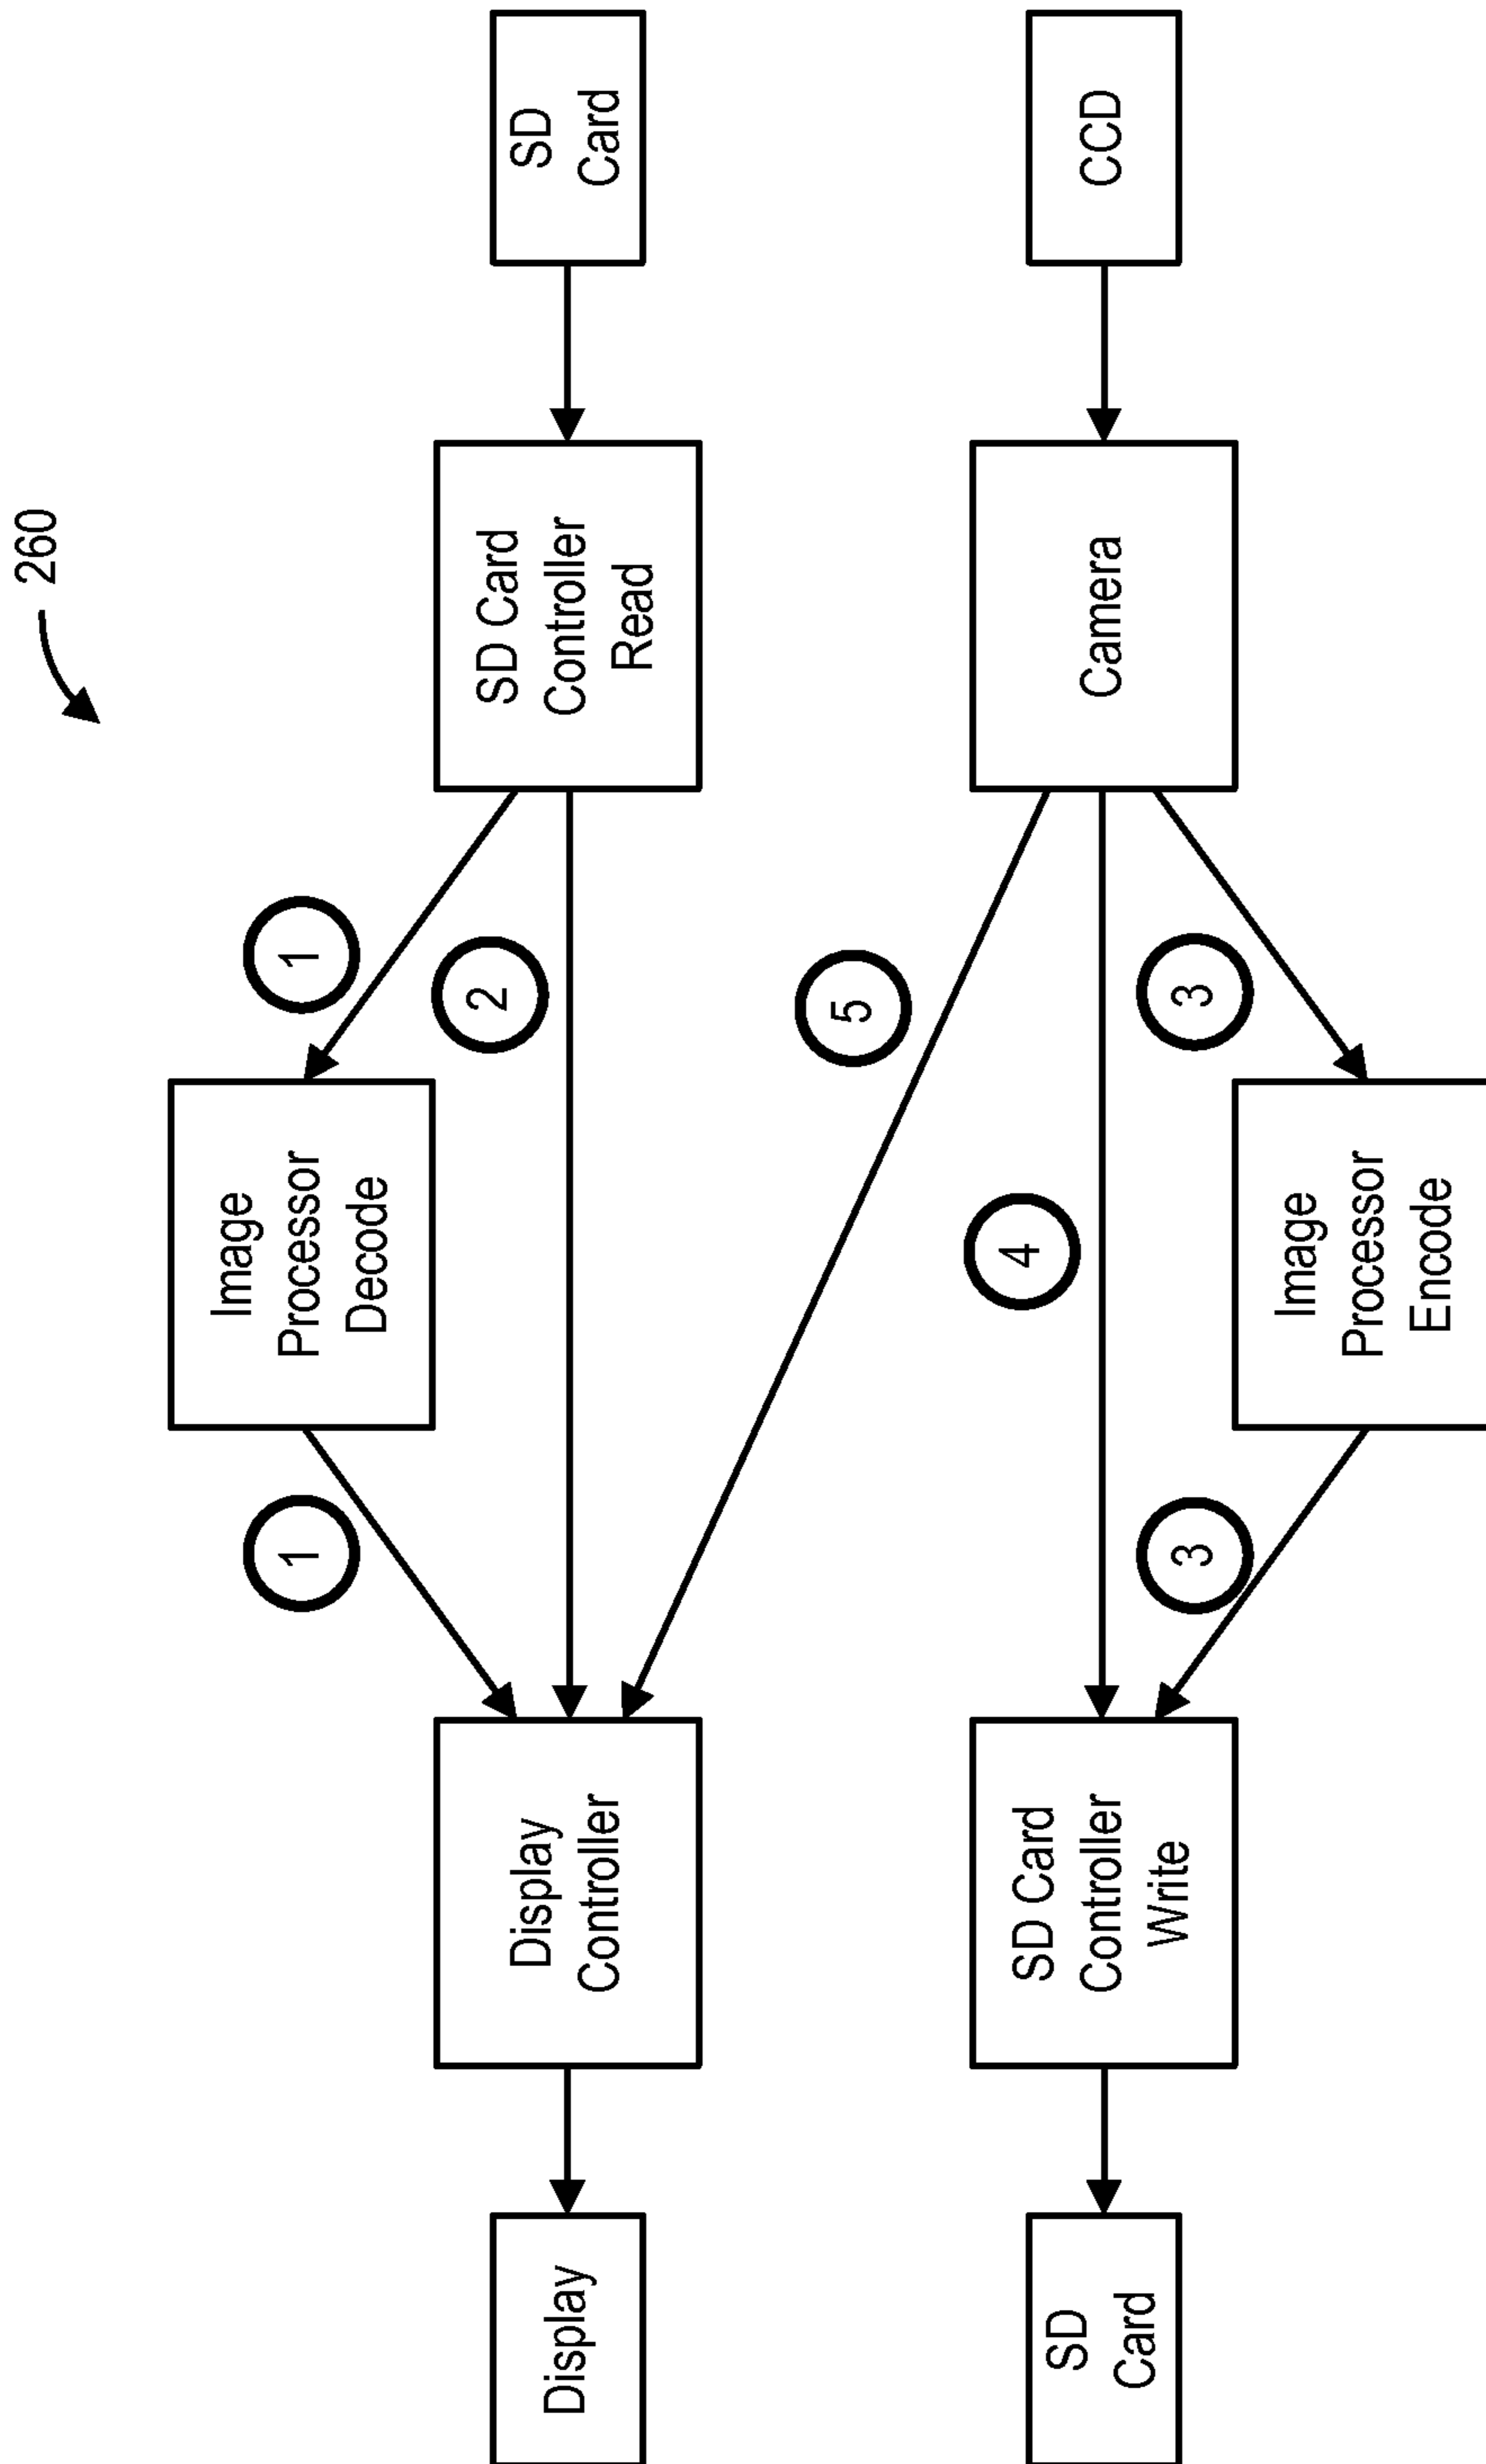 260
Image
Processor
Decode
1
1
2
Display
Display
Controller
SD Card
Controller
Read
SD
Card
5
4
SD
Card
SD Card
Controller
Write
Camera
CCD
3
3
Image
Processor
Encode